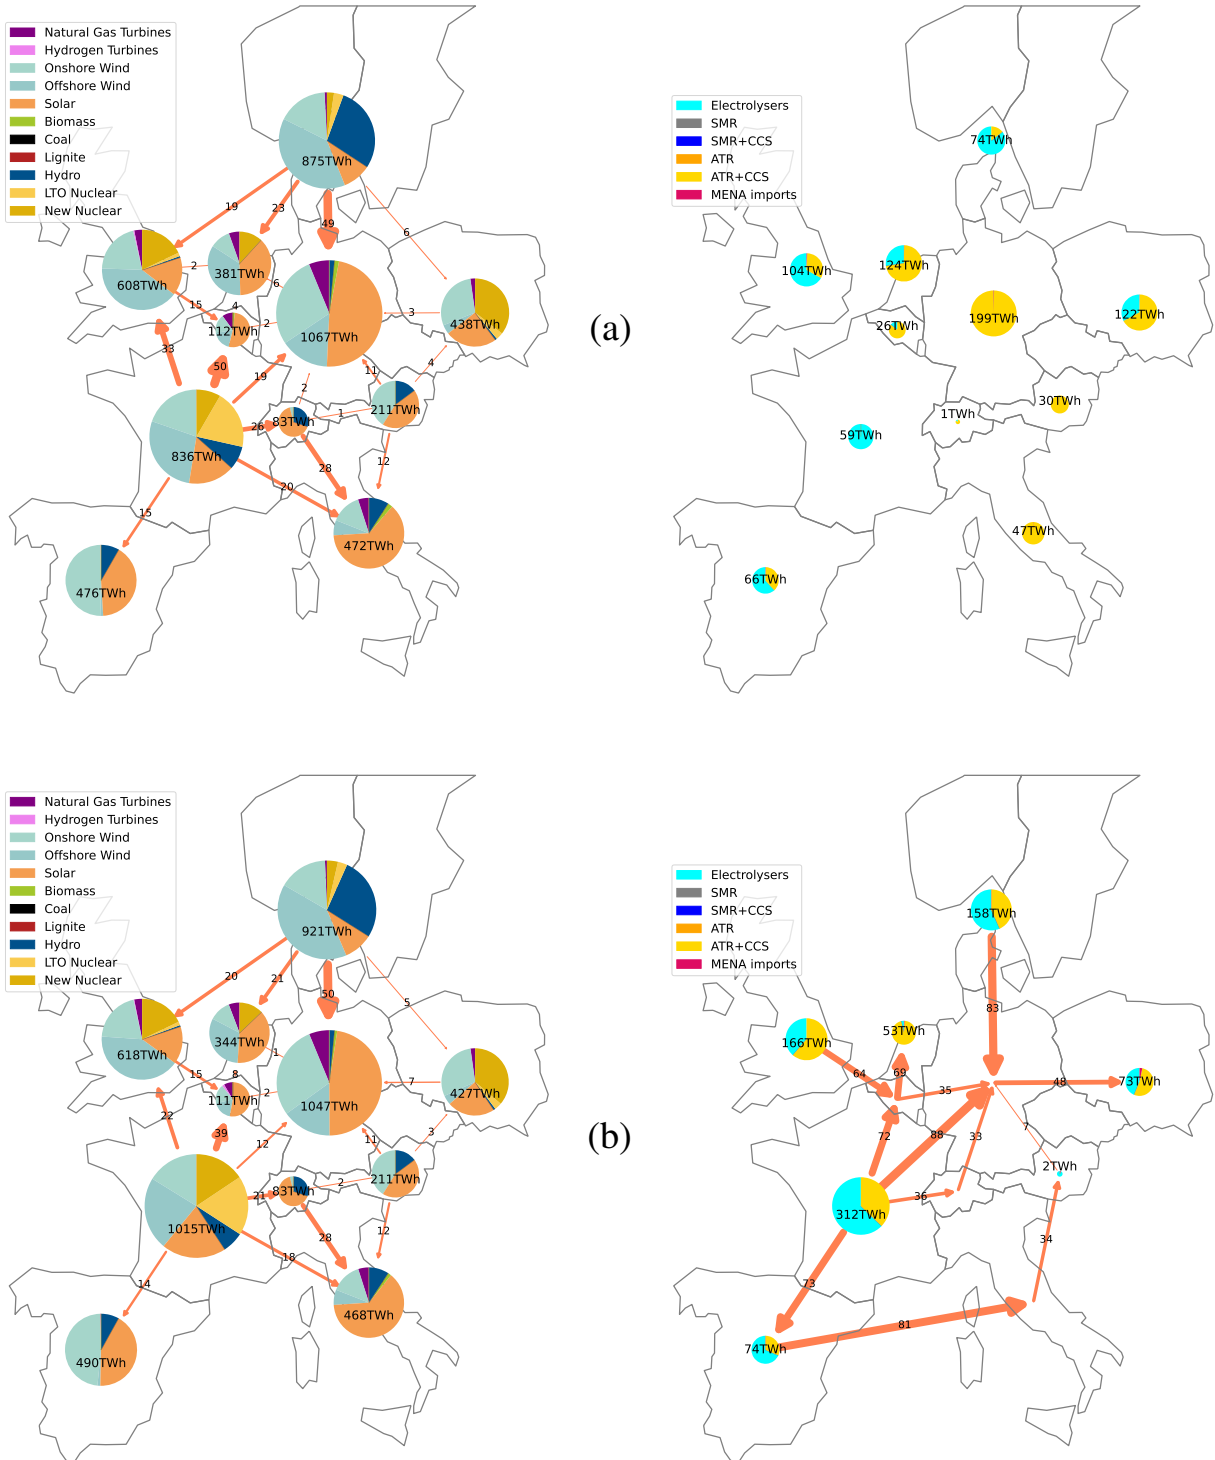 Natural Gas Turbines
Hydrogen Turbines
Onshore Wind
Offshore Wind
Solar
Biomass
Coal
Lignite
Hydro
LTO Nuclear
New Nuclear
875TWh
19
23
49
6
2
608TWh
381TWh
6
15
4
112TWh
2
1067TWh
3
438TWh
33
50
19
11
4
2
211TWh
26
83TWh
1
836TWh
28
12
20
15
472TWh
476TWh
(a)
Electrolysers
SMR
SMR+CCS
ATR
ATR+CCS
MENA imports
74TWh
104TWh
124TWh
26TWh
199TWh
122TWh
1TWh
30TWh
59TWh
47TWh
66TWh
Natural Gas Turbines
Hydrogen Turbines
Onshore Wind
Offshore Wind
Solar
Biomass
Coal
Lignite
Hydro
LTO Nuclear
New Nuclear
921TWh
20
21
50
5
618TWh
344TWh
1
15
8
111TWh
2
1047TWh
7
427TWh
22
39
12
11
3
2
211TWh
21
83TWh
1015TWh
28
12
18
14
468TWh
490TWh
(b)
Electrolysers
SMR
SMR+CCS
ATR
ATR+CCS
MENA imports
158TWh
83
166TWh
53TWh
64
69
35
48
73TWh
72
88
33
7
2TWh
36
312TWh
34
73
81
74TWh